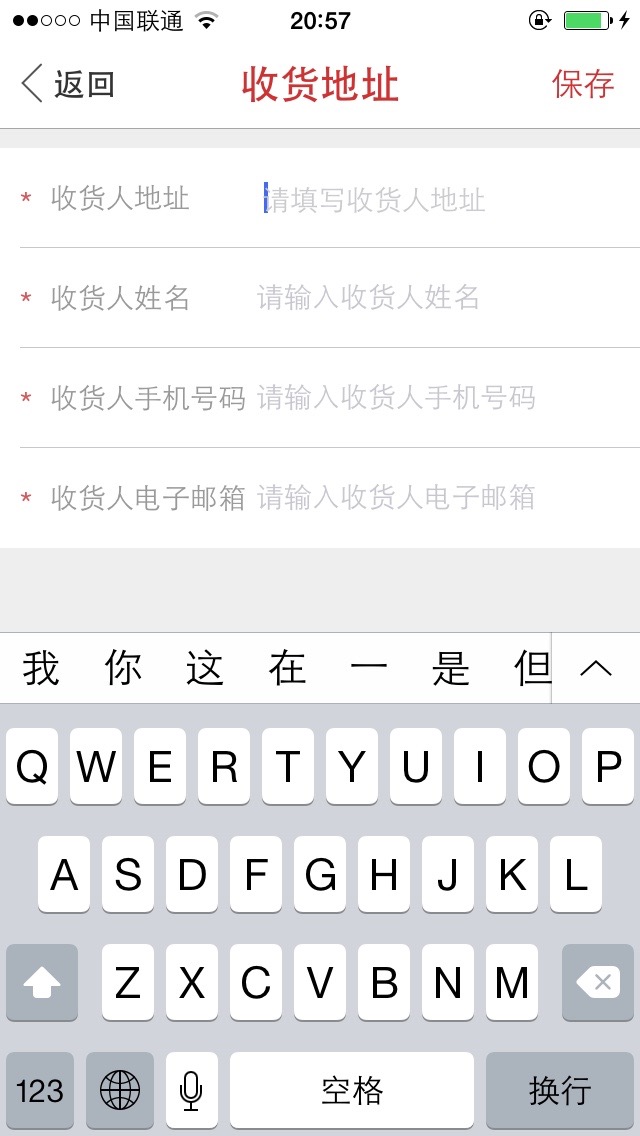 中国联通 20:57
返回 收货地址 保存
* 收货人地址 请填写收货人地址
* 收货人姓名 请输入收货人姓名
* 收货人手机号码 请输入收货人手机号码
* 收货人电子邮箱 请输入收货人电子邮箱
我 你 这 在 一 是 但
Q W E R T Y U I O P
A S D F G H J K L
Z X C V B N M
123 空格 换行